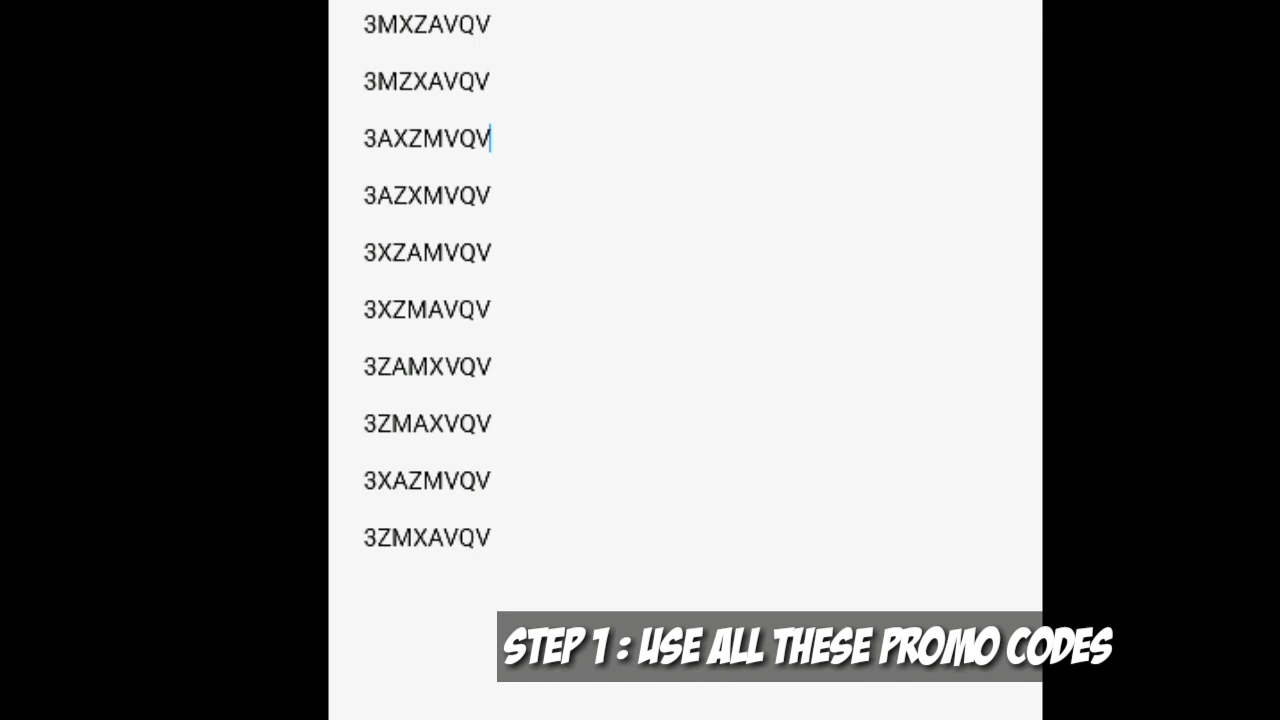 3MXZAVQV
3MZXAVQV
3AXZMVQV
3AZXMVQV
3XZAMVQV
3XZMAVQV
3ZAMXVQV
3ZMAXVQV
3XAZMVQV
3ZMXAVQV
STEP 1 : USE ALL THESE PROMO CODES